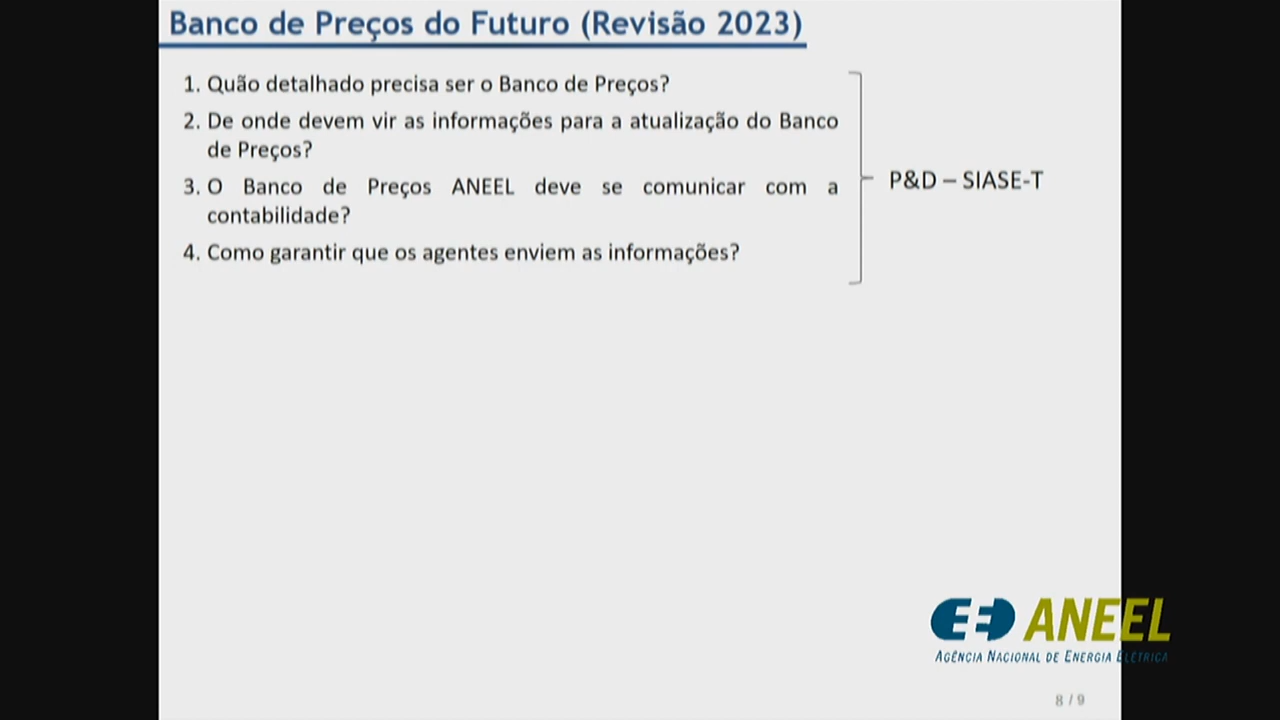 Banco de Preços do Futuro (Revisão 2023)
1. Quão detalhado precisa ser o Banco de Preços?
2. De onde devem vir as informações para a atualização do Banco
de Preços?
3. O Banco de Preços ANEEL deve se comunicar com a
contabilidade?
4. Como garantir que os agentes enviem as informações?
P&D – SIASE-T
ANEEL
AGÊNCIA NACIONAL DE ENERGIA ELÉTRICA
8 / 9